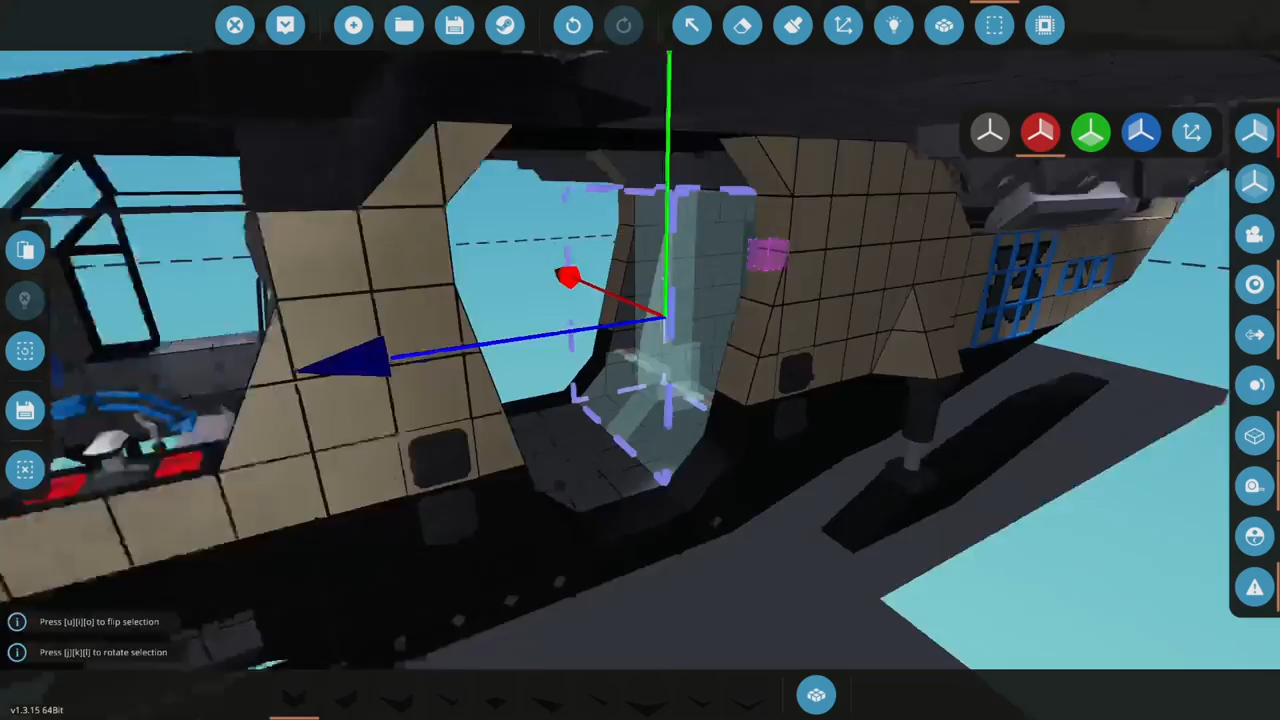 Press [u][i][o] to flip selection
Press [j][k][l] to rotate selection
v1.3.15 64Bit